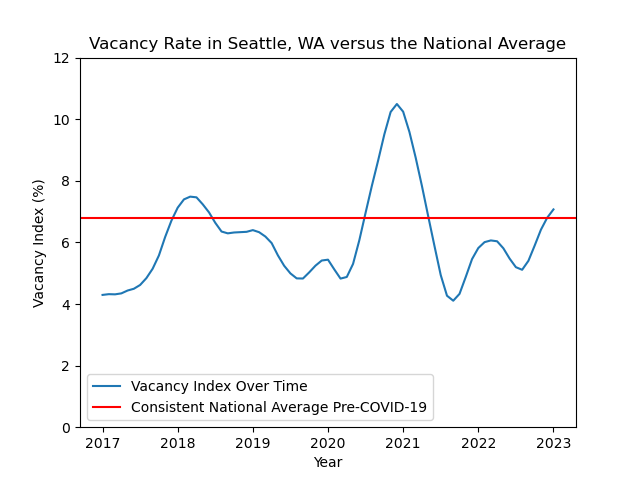 Vacancy Rate in Seattle, WA versus the National Average
12
10
8
6
4
2
0
Vacancy Index (%)
Vacancy Index Over Time
Consistent National Average Pre-COVID-19
2017 2018 2019 2020 2021 2022 2023
Year